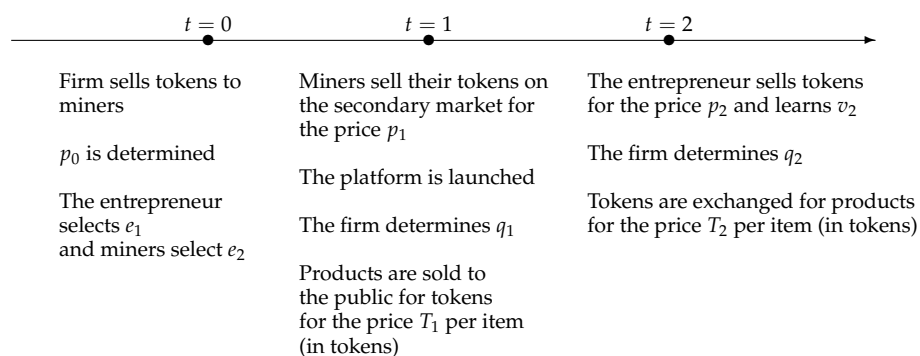 t = 0
t = 1
t = 2
Firm sells tokens to
miners
p0 is determined
The entrepreneur
selects e1
and miners select e2
Miners sell their tokens on
the secondary market for
the price p1
The platform is launched
The firm determines q1
Products are sold to
the public for tokens
for the price T1 per item
(in tokens)
The entrepreneur sells tokens
for the price p2 and learns v2
The firm determines q2
Tokens are exchanged for products
for the price T2 per item (in tokens)